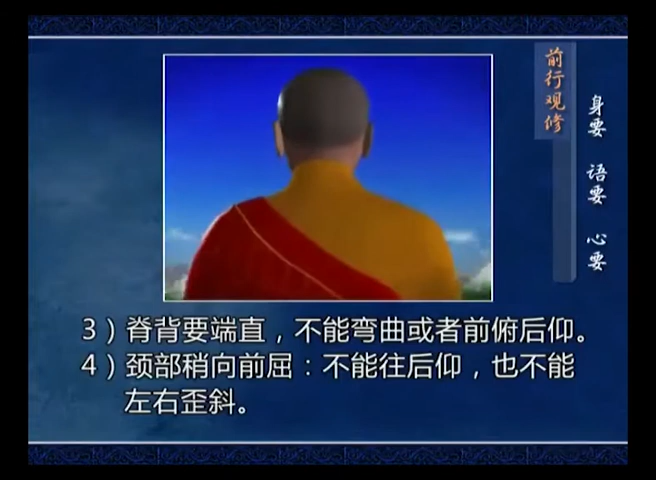 前行观修
身要 语要 心要
3）脊背要端直，不能弯曲或者前俯后仰。
4）颈部稍向前屈：不能往后仰，也不能
左右歪斜。